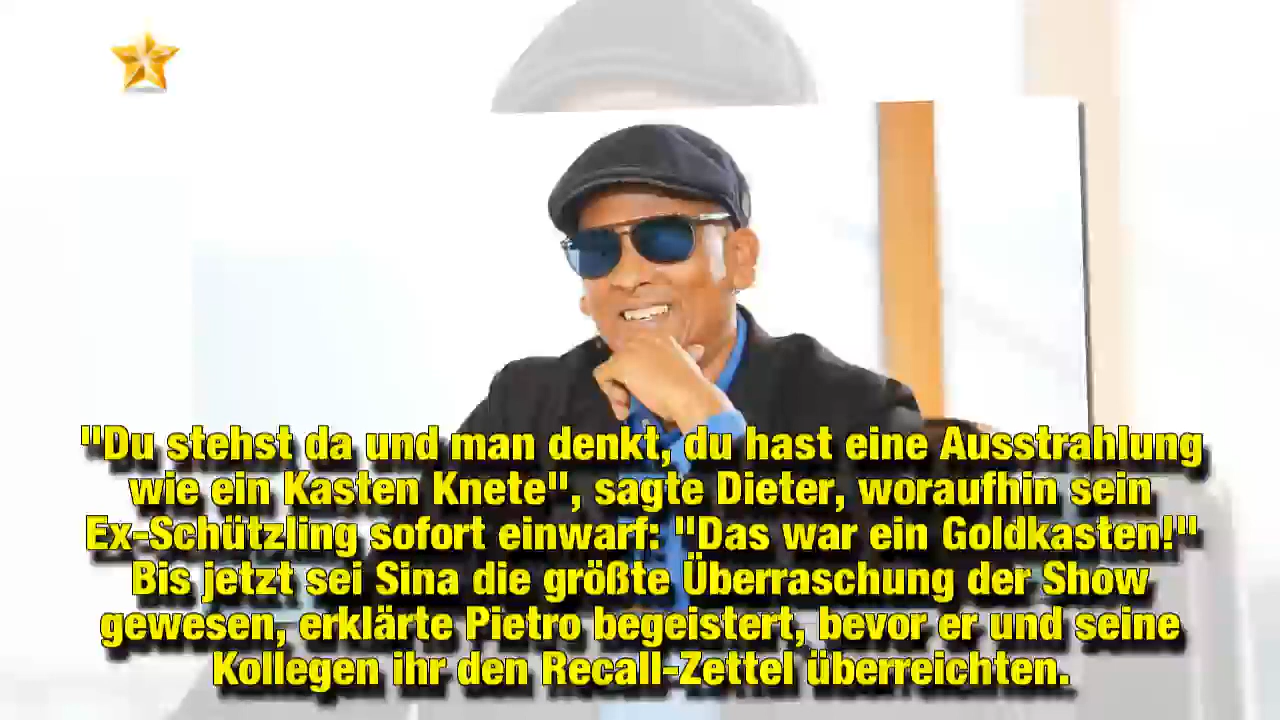 "Du stehst da und man denkt, du hast eine Ausstrahlung
wie ein Kasten Knete", sagte Dieter, woraufhin sein
Ex-Schützling sofort einwarf: "Das war ein Goldkasten!"
Bis jetzt sei Sina die größte Überraschung der Show
gewesen, erklärte Pietro begeistert, bevor er und seine
Kollegen ihr den Recall-Zettel überreichten.